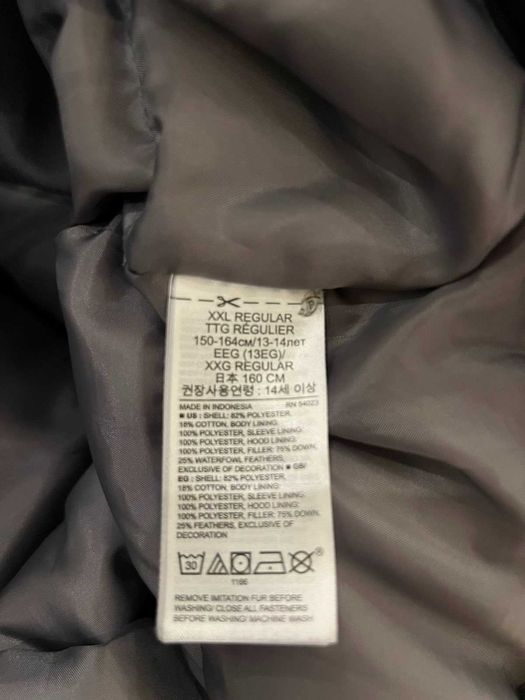 XXL REGULAR
TTG RÉGULIER
150-164см/13-14лет
EEG (13EG)/
XXG REGULAR
日本 160 CM
권장사용연령 : 14세 이상
MADE IN INDONESIA RN 54023
■ US : SHELL: 82% POLYESTER,
18% COTTON, BODY LINING:
100% POLYESTER, SLEEVE LINING:
100% POLYESTER, HOOD LINING:
100% POLYESTER, FILLER: 75% DOWN,
25% WATERFOWL FEATHERS,
EXCLUSIVE OF DECORATION ■ GB/
EG : SHELL: 82% POLYESTER,
18% COTTON, BODY LINING:
100% POLYESTER, SLEEVE LINING:
100% POLYESTER, HOOD LINING:
100% POLYESTER, FILLER: 75% DOWN,
25% FEATHERS, EXCLUSIVE OF
DECORATION
30 ®
1166
REMOVE IMITATION FUR BEFORE
WASHING/ CLOSE ALL FASTENERS
BEFORE WASHING/ MACHINE WASH